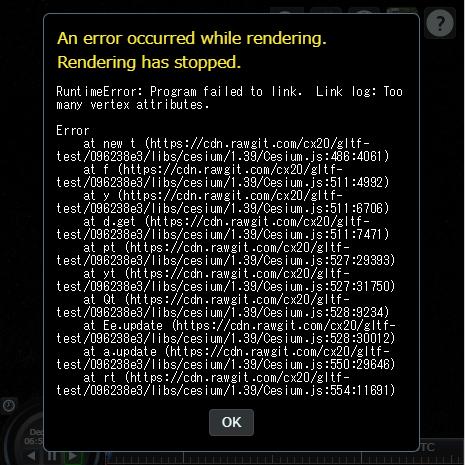 ?
An error occurred while rendering.
Rendering has stopped.
RuntimeError: Program failed to link.  Link log: Too
many vertex attributes.
Error
    at new t (https://cdn.rawgit.com/cx20/gltf-
test/096238e3/libs/cesium/1.39/Cesium.js:486:4061)
    at f (https://cdn.rawgit.com/cx20/gltf-
test/096238e3/libs/cesium/1.39/Cesium.js:511:4992)
    at y (https://cdn.rawgit.com/cx20/gltf-
test/096238e3/libs/cesium/1.39/Cesium.js:511:6706)
    at d.get (https://cdn.rawgit.com/cx20/gltf-
test/096238e3/libs/cesium/1.39/Cesium.js:511:7471)
    at pt (https://cdn.rawgit.com/cx20/gltf-
test/096238e3/libs/cesium/1.39/Cesium.js:527:29393)
    at yt (https://cdn.rawgit.com/cx20/gltf-
test/096238e3/libs/cesium/1.39/Cesium.js:527:31750)
    at Qt (https://cdn.rawgit.com/cx20/gltf-
test/096238e3/libs/cesium/1.39/Cesium.js:528:9234)
    at Ee.update (https://cdn.rawgit.com/cx20/gltf-
test/096238e3/libs/cesium/1.39/Cesium.js:528:30012)
    at a.update (https://cdn.rawgit.com/cx20/gltf-
test/096238e3/libs/cesium/1.39/Cesium.js:550:29646)
    at rt (https://cdn.rawgit.com/cx20/gltf-
test/096238e3/libs/cesium/1.39/Cesium.js:554:11691)
OK